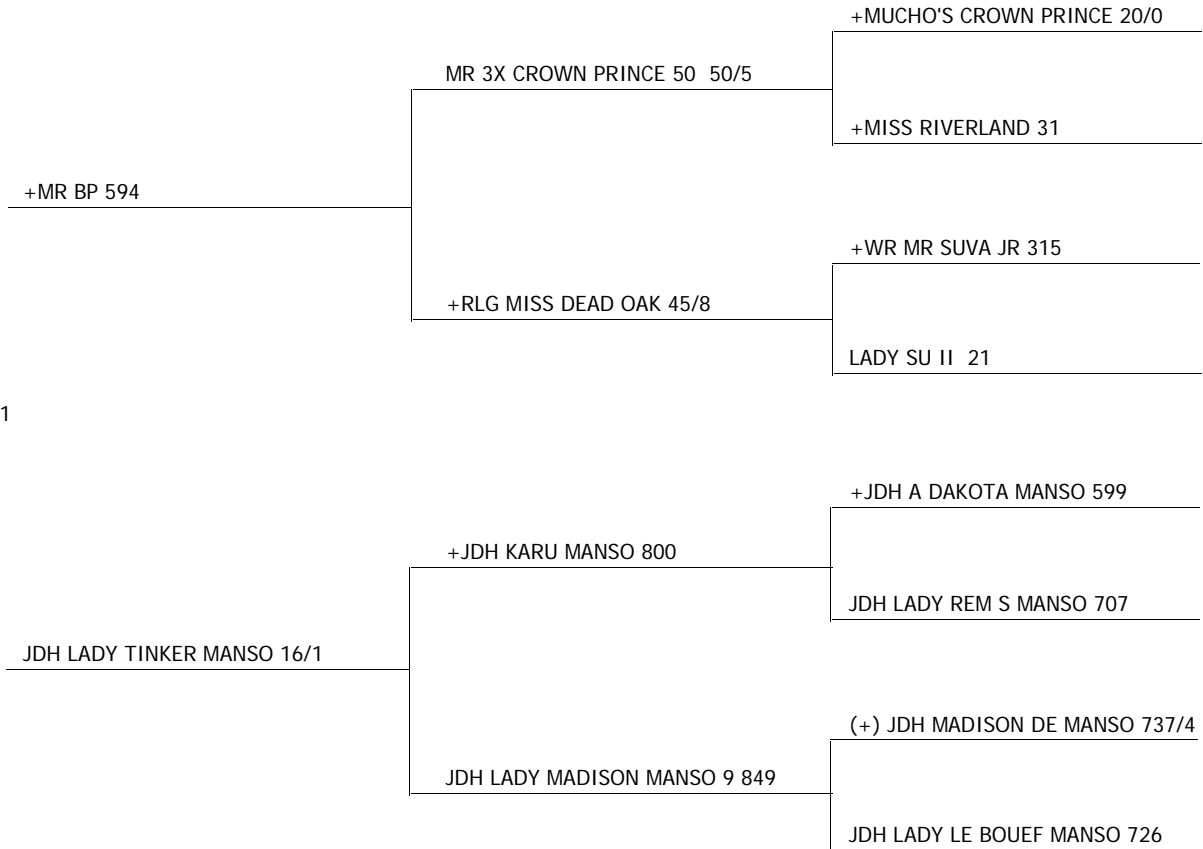 +MUCHO'S CROWN PRINCE 20/0
MR 3X CROWN PRINCE 50  50/5
+MISS RIVERLAND 31
+MR BP 594
+WR MR SUVA JR 315
+RLG MISS DEAD OAK 45/8
LADY SU II  21
1
+JDH A DAKOTA MANSO 599
+JDH KARU MANSO 800
JDH LADY REM S MANSO 707
JDH LADY TINKER MANSO 16/1
(+) JDH MADISON DE MANSO 737/4
JDH LADY MADISON MANSO 9 849
JDH LADY LE BOUEF MANSO 726